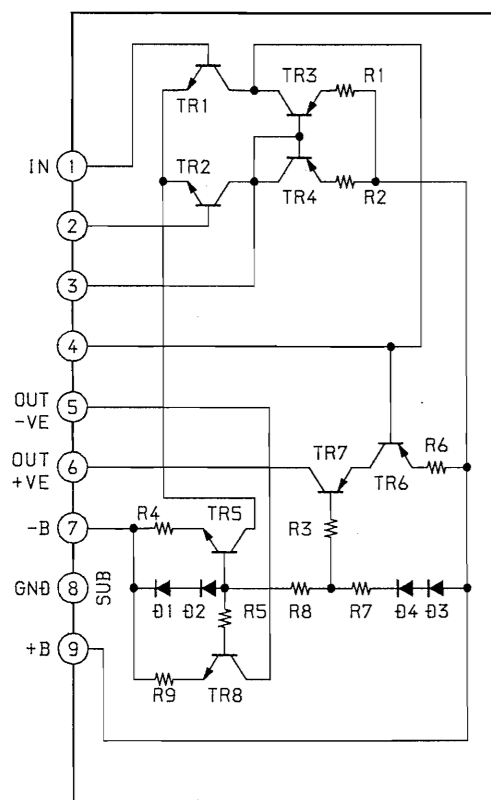 TR3
R1
TR1
TR2
IN
1
TR4
R2
2
3
4
OUT
-VE
5
TR7
R6
OUT
+VE
6
TR6
R4
TR5
R3
-B
7
GND
8
SUB
D1
D2
R5
R8
R7
D4
D3
+B
9
R9
TR8